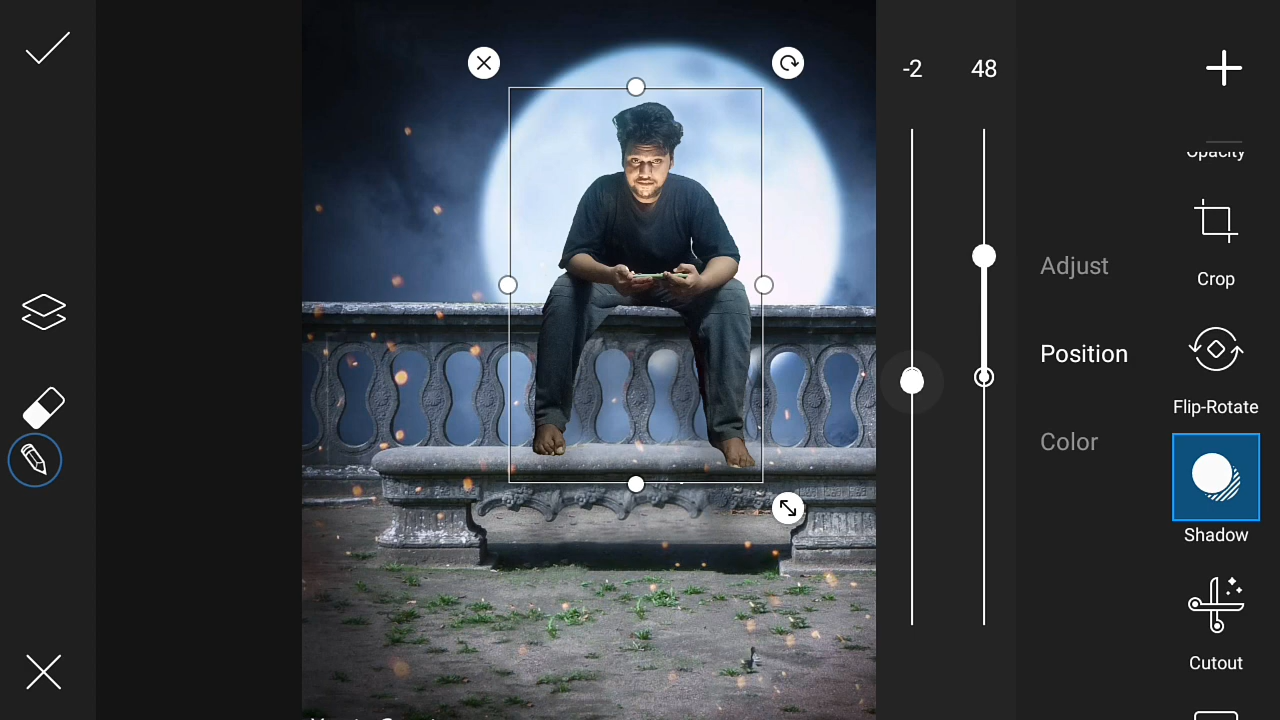 -2 48
Opacity
Crop
Adjust
Position
Flip-Rotate
Color
Shadow
Cutout